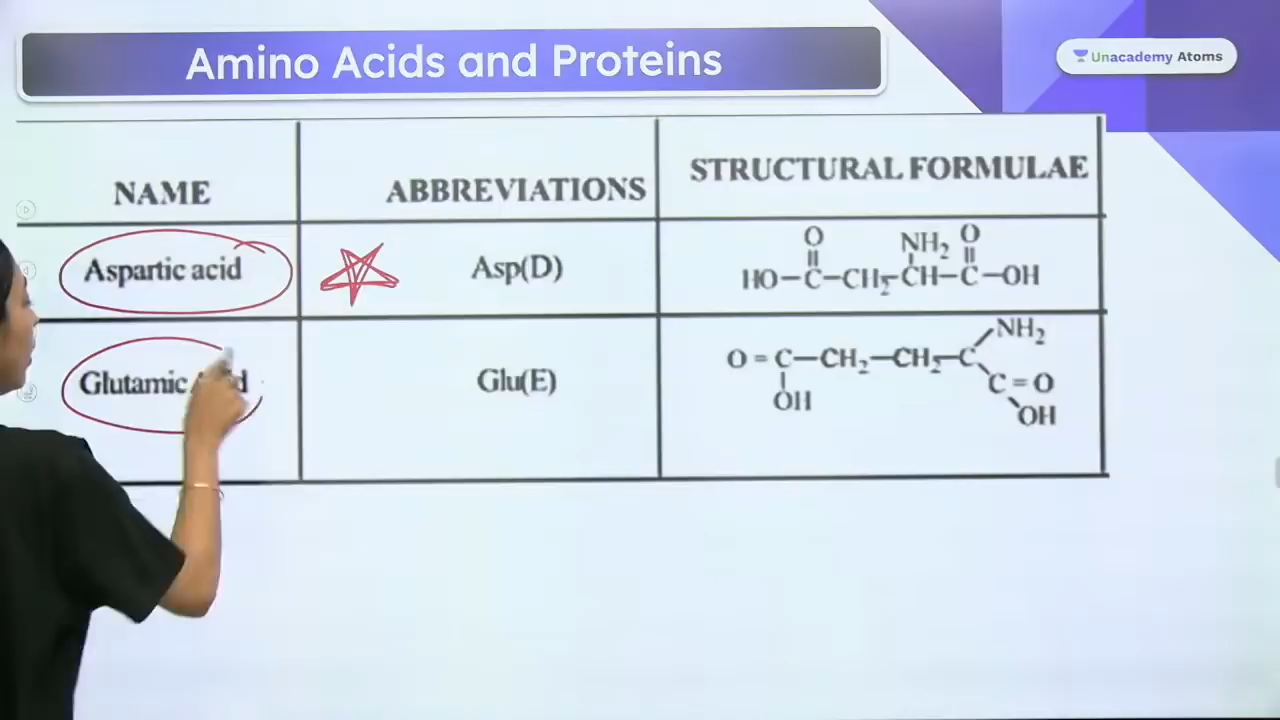 Amino Acids and Proteins
Unacademy Atoms
NAME
ABBREVIATIONS
STRUCTURAL FORMULAE
Aspartic acid
Asp(D)
O NH₂ O
HO—C—CH₂—CH—C—OH
Glutamic
Glu(E)
NH₂
O=C—CH₂—CH₂—C
OH
C=O
OH